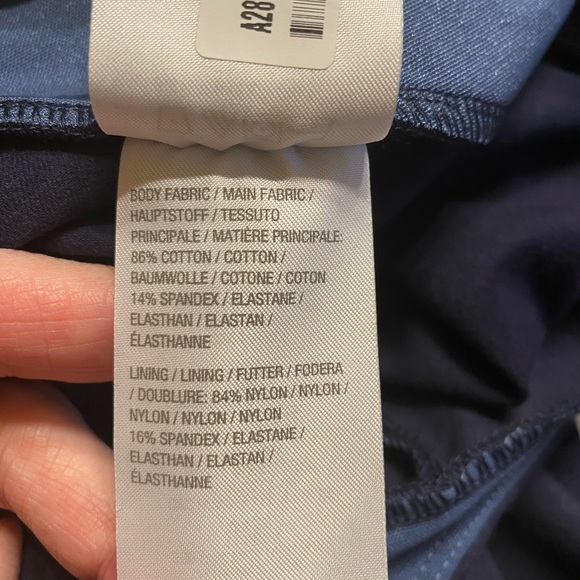 A28
BODY FABRIC / MAIN FABRIC /
HAUPTSTOFF / TESSUTO
PRINCIPALE / MATIÈRE PRINCIPALE:
86% COTTON / COTTON /
BAUMWOLLE / COTONE / COTON
14% SPANDEX / ELASTANE /
ELASTHAN / ELASTAN /
ÉLASTHANNE
LINING / LINING / FUTTER / FODERA
/ DOUBLURE: 84% NYLON / NYLON /
NYLON / NYLON / NYLON
16% SPANDEX / ELASTANE /
ELASTHAN / ELASTAN /
ÉLASTHANNE